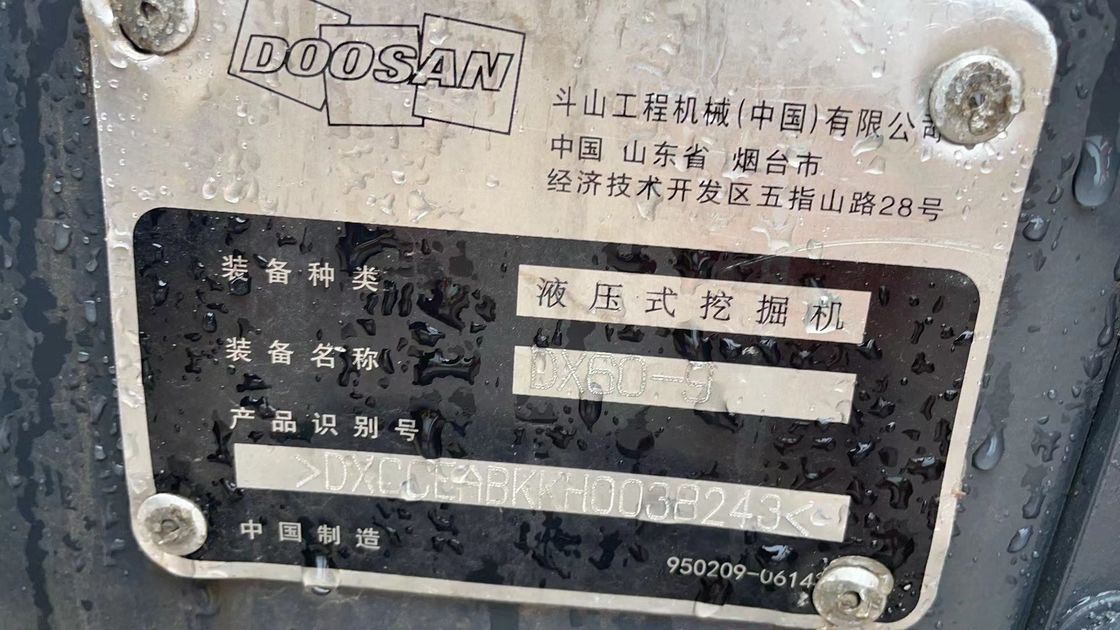 DOOSAN
斗山工程机械(中国)有限公司
中国 山东省 烟台市
经济技术开发区五指山路28号
装备种类 液压式挖掘机
装备名称 DX60-9
产品识别号
>DXCCEABKKH0038243<
中国制造
950209-0614